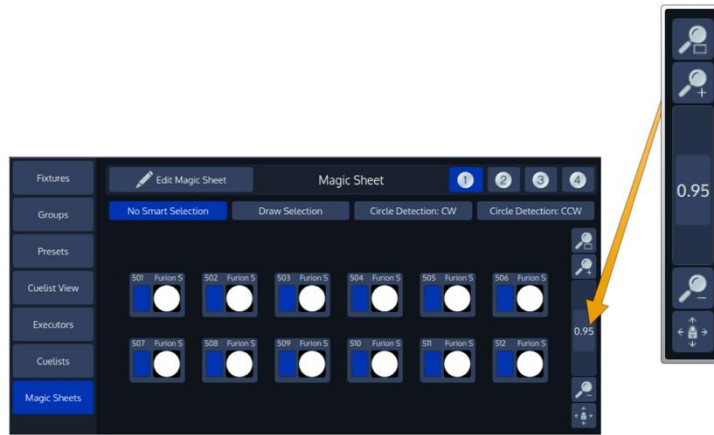 Fixtures
Groups
Presets
Cuelist View
Executors
Cuelists
Magic Sheets
Edit Magic Sheet
Magic Sheet
1 2 3 4
No Smart Selection
Draw Selection
Circle Detection: CW
Circle Detection: CCW
501 Furion S
502 Furion S
503 Furion S
504 Furion S
505 Furion S
506 Furion S
507 Furion S
508 Furion S
509 Furion S
510 Furion S
511 Furion S
512 Furion S
0.95
0.95